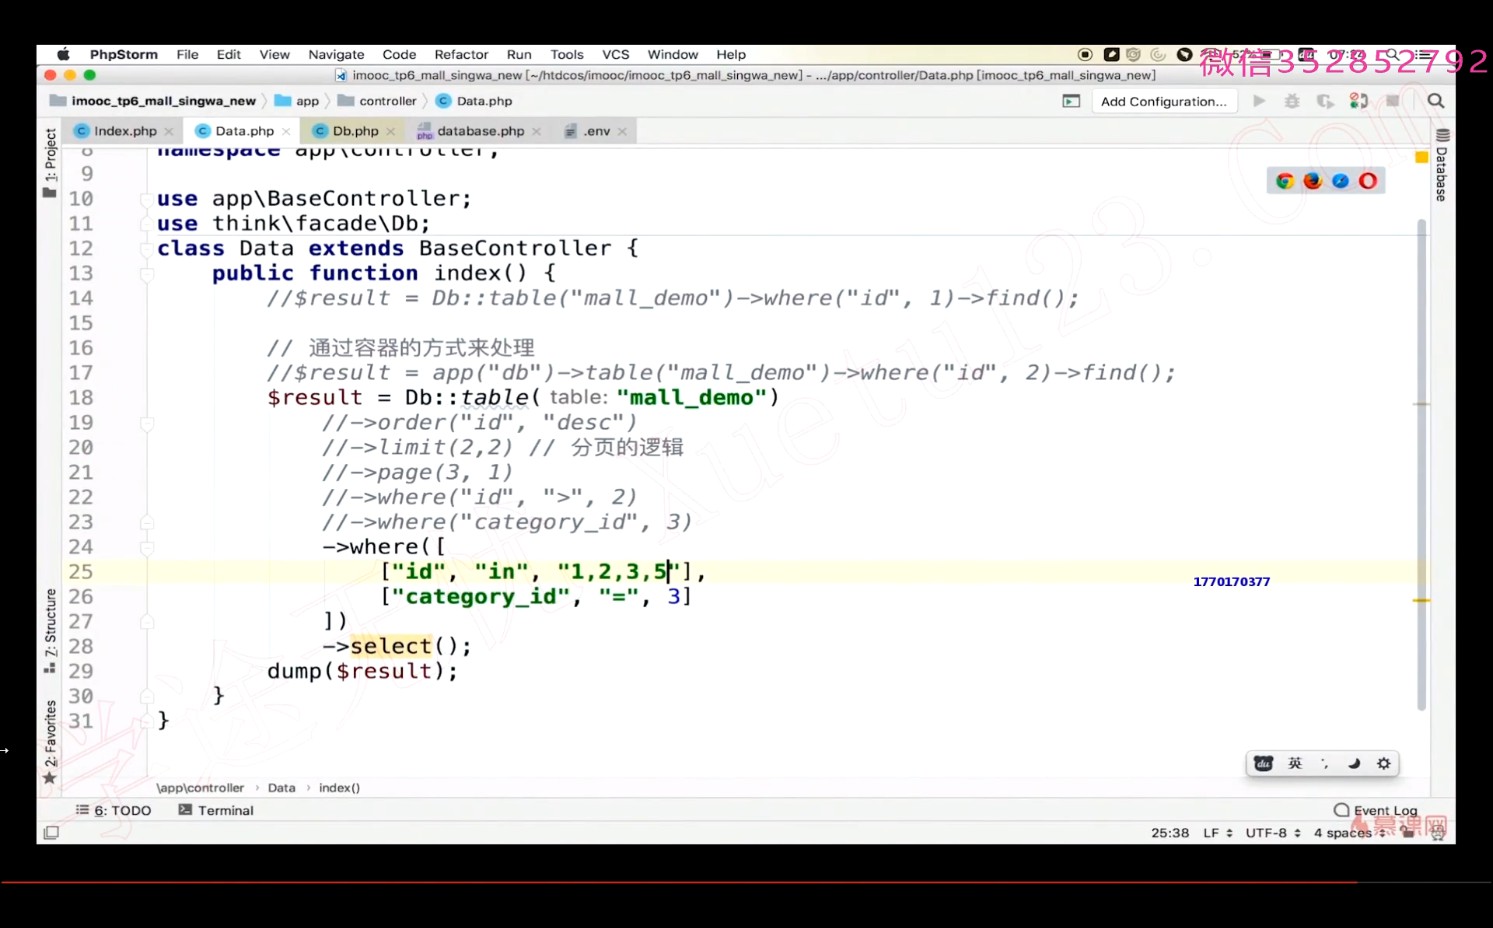 PhpStorm File Edit View Navigate Code Refactor Run Tools VCS Window Help
微信352852792
imooc_tp6_mall_singwa_new [~/htdcos/imooc/imooc_tp6_mall_singwa_new] - .../app/controller/Data.php [imooc_tp6_mall_singwa_new]
imooc_tp6_mall_singwa_new app controller Data.php Add Configuration...
Index.php Data.php Db.php database.php .env
1: Project
Database
8 namespace app\controller;
9
10 use app\BaseController;
11 use think\facade\Db;
12 class Data extends BaseController {
13 public function index() {
14 //$result = Db::table("mall_demo")->where("id", 1)->find();
15
16 // 通过容器的方式来处理
17 //$result = app("db")->table("mall_demo")->where("id", 2)->find();
18 $result = Db::table( table: "mall_demo")
19 //->order("id", "desc")
20 //->limit(2,2) // 分页的逻辑
21 //->page(3, 1)
22 //->where("id", ">", 2)
23 //->where("category_id", 3)
24 ->where([
25 ["id", "in", "1,2,3,5"],
26 ["category_id", "=", 3]
27 ])
28 ->select();
29 dump($result);
30 }
31 }
1770170377
Z: Structure
2: Favorites
du 英
\app\controller › Data › index()
6: TODO Terminal Event Log
25:38 LF UTF-8 4 spaces
慕课网